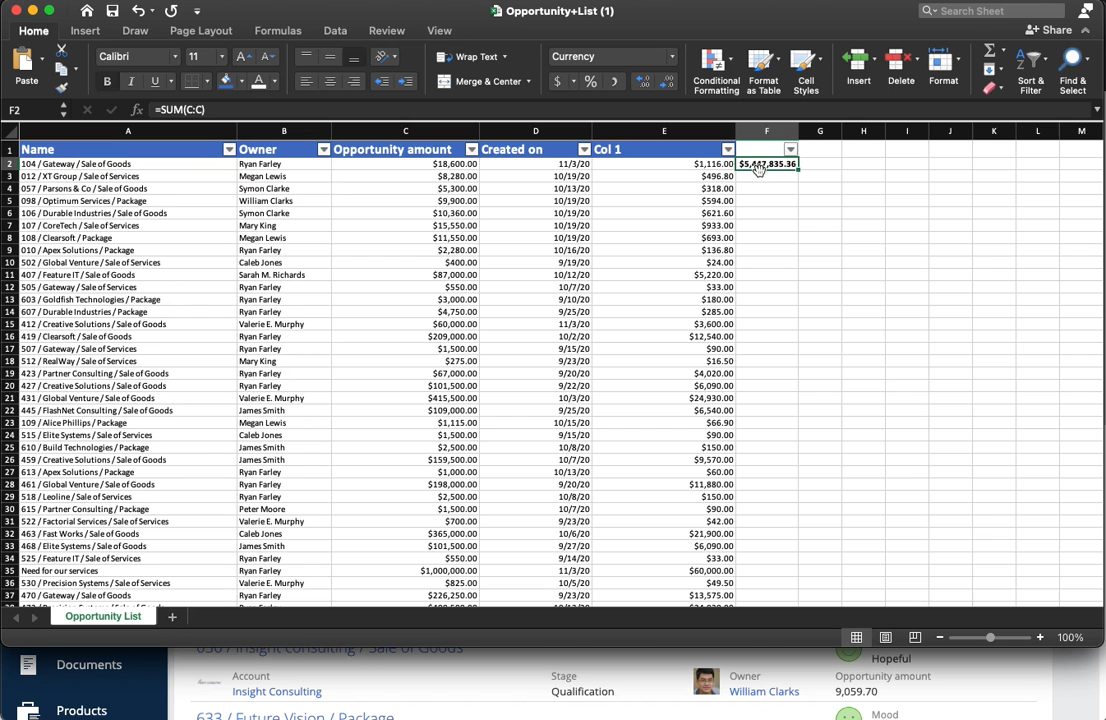 Opportunity+List (1)
Search Sheet
Home Insert Draw Page Layout Formulas Data Review View
Share
Paste
Calibri 11
Wrap Text
Currency
B I U A
Merge & Center
$ %
Conditional Formatting
Format as Table
Cell Styles
Insert Delete Format
Sort & Filter
Find & Select
F2 fx =SUM(C:C)
A B C D E F G H I J K L M
1 Name Owner Opportunity amount Created on Col 1
2 104 / Gateway / Sale of Goods Ryan Farley $18,600.00 11/3/20 $1,116.00
3 012 / XT Group / Sale of Services Megan Lewis $8,280.00 10/19/20 $496.80
4 057 / Parsons & Co / Sale of Goods Symon Clarke $5,300.00 10/13/20 $318.00
5 098 / Optimum Services / Package William Clarks $9,900.00 10/19/20 $594.00
6 106 / Durable Industries / Sale of Goods Symon Clarke $10,360.00 10/19/20 $621.60
7 107 / CoreTech / Sale of Services Mary King $15,550.00 10/19/20 $933.00
8 108 / Clearsoft / Package Megan Lewis $11,550.00 10/19/20 $693.00
9 010 / Apex Solutions / Package Ryan Farley $2,280.00 10/16/20 $136.80
10 502 / Global Venture / Sale of Services Caleb Jones $400.00 9/19/20 $24.00
11 407 / Feature IT / Sale of Goods Sarah M. Richards $87,000.00 10/12/20 $5,220.00
12 505 / Gateway / Sale of Services Ryan Farley $550.00 10/7/20 $33.00
13 603 / Goldfish Technologies / Package Ryan Farley $3,000.00 9/10/20 $180.00
14 607 / Durable Industries / Package Ryan Farley $4,750.00 9/25/20 $285.00
15 412 / Creative Solutions / Sale of Goods Valerie E. Murphy $60,000.00 11/3/20 $3,600.00
16 419 / Clearsoft / Sale of Goods Ryan Farley $209,000.00 10/2/20 $12,540.00
17 507 / Gateway / Sale of Services Ryan Farley $1,500.00 9/15/20 $90.00
18 512 / RealWay / Sale of Services Mary King $275.00 9/23/20 $16.50
19 423 / Partner Consulting / Sale of Goods Ryan Farley $67,000.00 9/20/20 $4,020.00
20 427 / Creative Solutions / Sale of Goods Ryan Farley $101,500.00 9/22/20 $6,090.00
21 431 / Global Venture / Sale of Goods Valerie E. Murphy $415,500.00 10/3/20 $24,930.00
22 445 / FlashNet Consulting / Sale of Goods James Smith $109,000.00 9/25/20 $6,540.00
23 109 / Alice Phillips / Package Megan Lewis $1,115.00 10/15/20 $66.90
24 515 / Elite Systems / Sale of Services Caleb Jones $1,500.00 9/15/20 $90.00
25 610 / Build Technologies / Package James Smith $2,500.00 10/8/20 $150.00
26 459 / Creative Solutions / Sale of Goods James Smith $159,500.00 10/7/20 $9,570.00
27 613 / Apex Solutions / Package Ryan Farley $1,000.00 10/13/20 $60.00
28 461 / Global Venture / Sale of Goods Ryan Farley $198,000.00 9/20/20 $11,880.00
29 518 / Leoline / Sale of Services Ryan Farley $2,500.00 10/8/20 $150.00
30 615 / Partner Consulting / Package Peter Moore $1,500.00 10/7/20 $90.00
31 522 / Factorial Services / Sale of Services Valerie E. Murphy $700.00 9/23/20 $42.00
32 463 / Fast Works / Sale of Goods Caleb Jones $365,000.00 10/6/20 $21,900.00
33 468 / Elite Systems / Sale of Goods James Smith $101,500.00 9/27/20 $6,090.00
34 525 / Feature IT / Sale of Services Ryan Farley $550.00 9/14/20 $33.00
35 Need for our services Ryan Farley $1,000,000.00 11/3/20 $60,000.00
36 530 / Precision Systems / Sale of Services Valerie E. Murphy $825.00 10/5/20 $49.50
37 470 / Gateway / Sale of Goods Ryan Farley $226,250.00 9/23/20 $13,575.00
Opportunity List
100%
Documents
Products
Account
Insight Consulting
Stage
Qualification
Owner
William Clarks
Hopeful
Opportunity amount
9,059.70
633 / Future Vision / Package
Mood